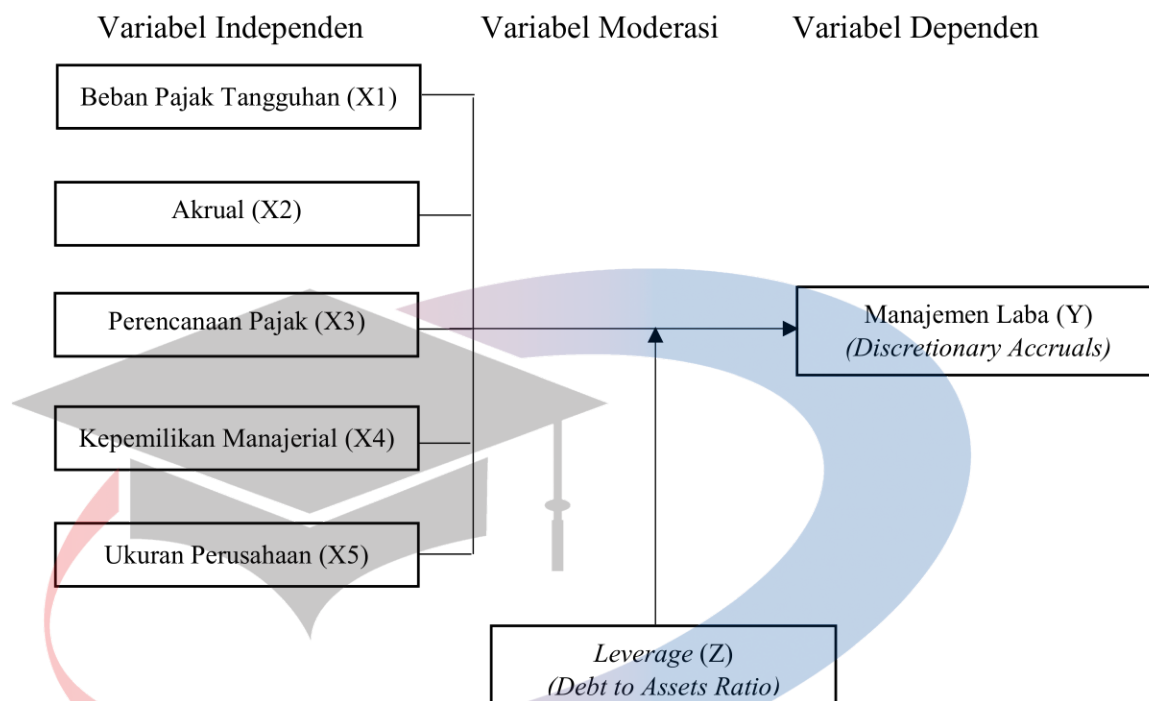 Variabel Independen Variabel Moderasi Variabel Dependen
Beban Pajak Tangguhan (X1)
Akrual (X2)
Perencanaan Pajak (X3)
Manajemen Laba (Y)
(Discretionary Accruals)
Kepemilikan Manajerial (X4)
Ukuran Perusahaan (X5)
Leverage (Z)
(Debt to Assets Ratio)